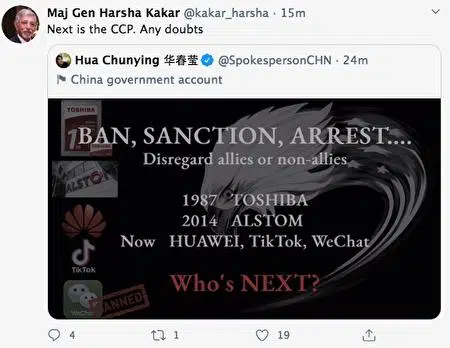 Maj Gen Harsha Kakar @kakar_harsha · 15m
Next is the CCP. Any doubts
Hua Chunying 华春莹 @SpokespersonCHN · 24m
China government account
TOSHIBA
BAN, SANCTION, ARREST....
Disregard allies or non-allies
ALSTOM
1987 TOSHIBA
2014 ALSTOM
Now HUAWEI, TikTok, WeChat
TikTok
Who's NEXT?
WeChat
BANNED
4 1 19